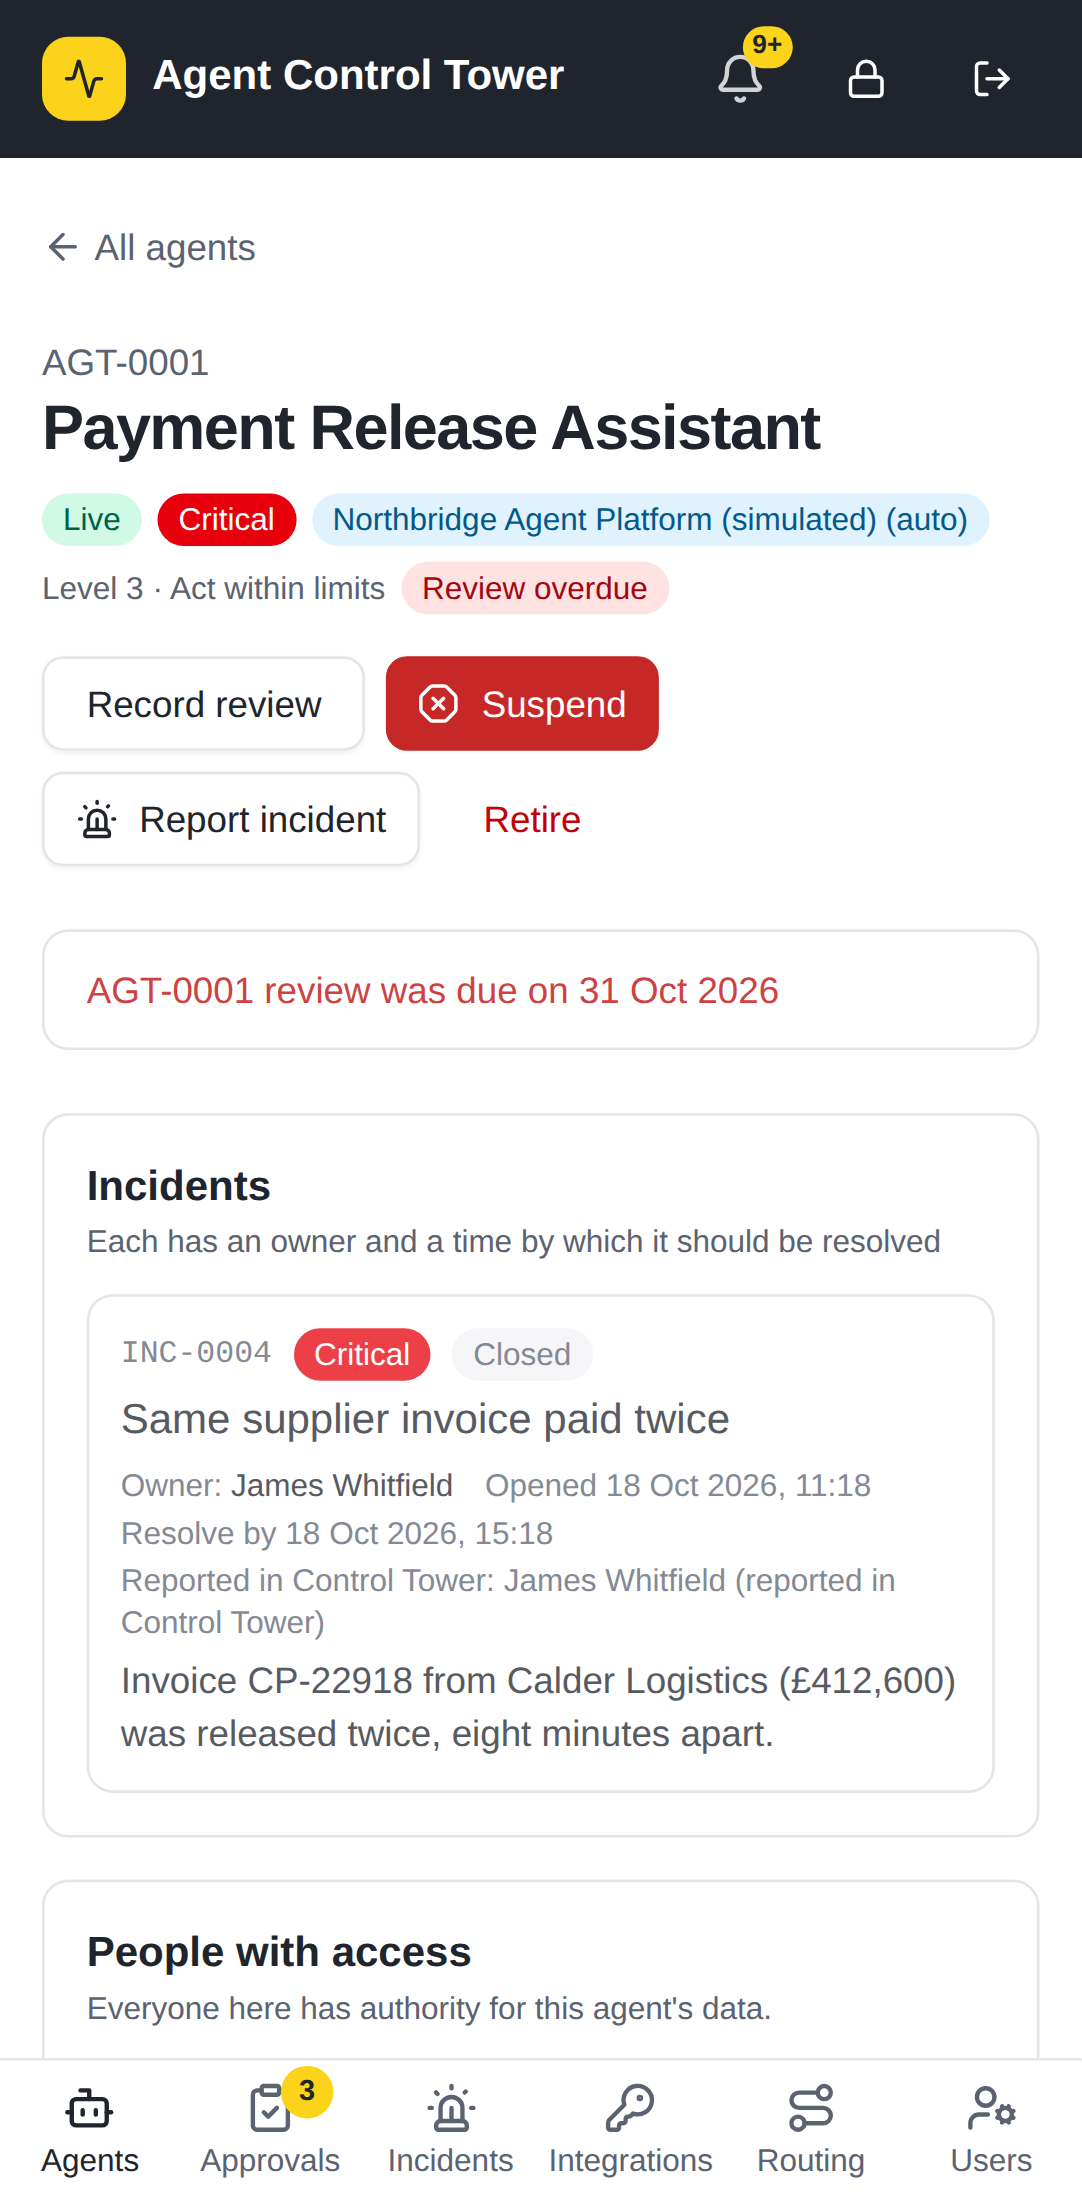 Agent Control Tower
9+
All agents
AGT-0001
Payment Release Assistant
Live Critical Northbridge Agent Platform (simulated) (auto)
Level 3 · Act within limits Review overdue
Record review Suspend
Report incident Retire
AGT-0001 review was due on 31 Oct 2026
Incidents
Each has an owner and a time by which it should be resolved
INC-0004 Critical Closed
Same supplier invoice paid twice
Owner: James Whitfield Opened 18 Oct 2026, 11:18
Resolve by 18 Oct 2026, 15:18
Reported in Control Tower: James Whitfield (reported in
Control Tower)
Invoice CP-22918 from Calder Logistics (£412,600)
was released twice, eight minutes apart.
People with access
Everyone here has authority for this agent's data.
3
Agents Approvals Incidents Integrations Routing Users